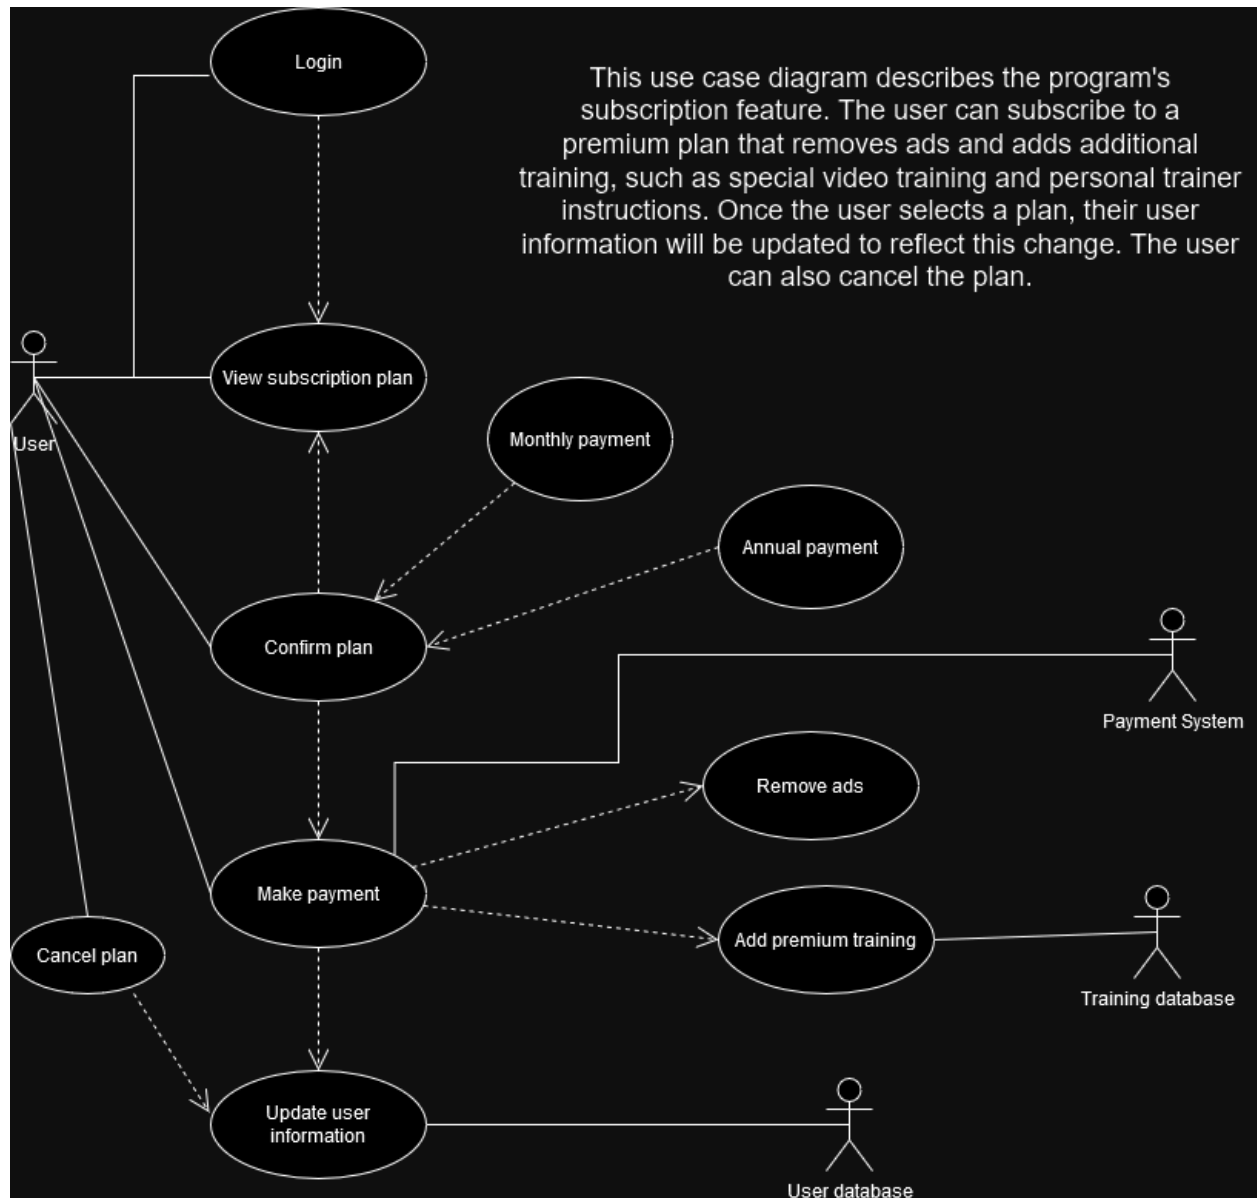 Login
This use case diagram describes the program's
subscription feature. The user can subscribe to a
premium plan that removes ads and adds additional
training, such as special video training and personal trainer
instructions. Once the user selects a plan, their user
information will be updated to reflect this change. The user
can also cancel the plan.
View subscription plan
User
Monthly payment
Annual payment
Confirm plan
Payment System
Remove ads
Make payment
Add premium training
Cancel plan
Training database
Update user
information
User database